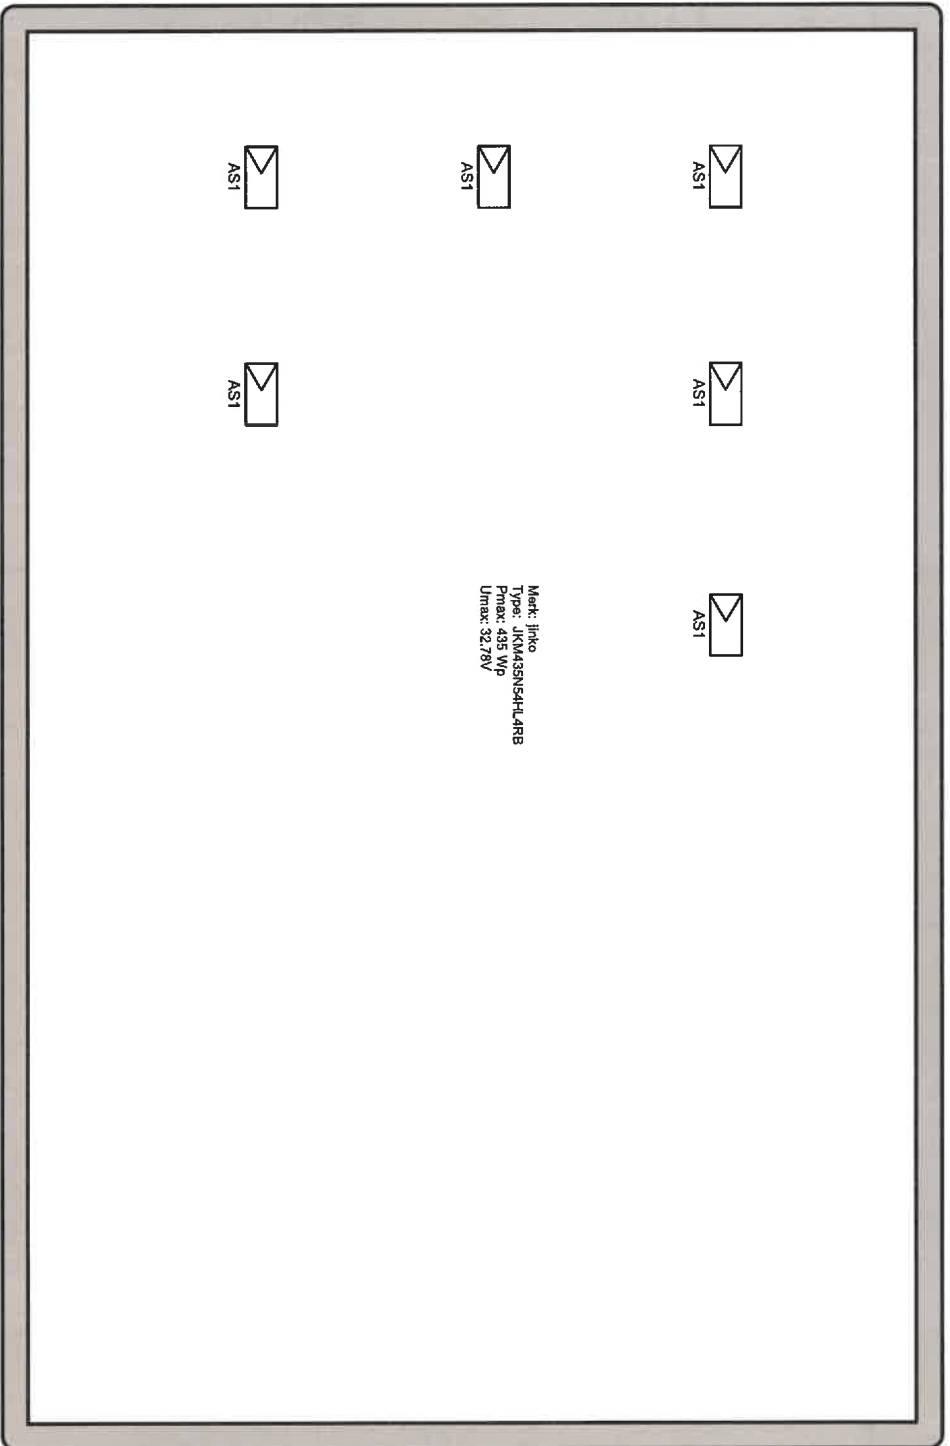 AS1
AS1
AS1
AS1
AS1
AS1
Merk: jinko
Type: JKM435N54HL4RB
Pmax: 435 Wp
Umax: 32.78V